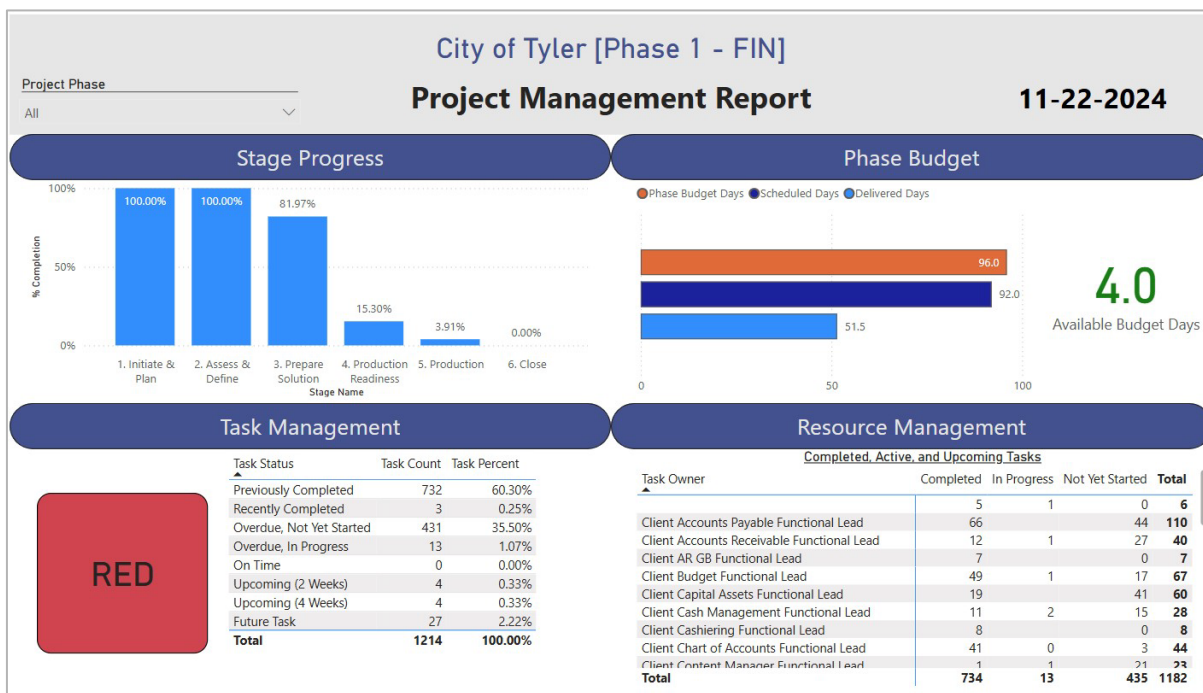 City of Tyler [Phase 1 - FIN]
Project Phase
All
Project Management Report
11-22-2024
Stage Progress
100%
50%
0%
% Completion
100.00%
100.00%
81.97%
15.30%
3.91%
0.00%
1. Initiate & Plan
2. Assess & Define
3. Prepare Solution
4. Production Readiness
5. Production
6. Close
Stage Name
Phase Budget
Phase Budget Days Scheduled Days Delivered Days
96.0
92.0
51.5
0 50 100
4.0
Available Budget Days
Task Management
RED
Task Status Task Count Task Percent
Previously Completed 732 60.30%
Recently Completed 3 0.25%
Overdue, Not Yet Started 431 35.50%
Overdue, In Progress 13 1.07%
On Time 0 0.00%
Upcoming (2 Weeks) 4 0.33%
Upcoming (4 Weeks) 4 0.33%
Future Task 27 2.22%
Total 1214 100.00%
Resource Management
Completed, Active, and Upcoming Tasks
Task Owner Completed In Progress Not Yet Started Total
5 1 0 6
Client Accounts Payable Functional Lead 66 44 110
Client Accounts Receivable Functional Lead 12 1 27 40
Client AR GB Functional Lead 7 0 7
Client Budget Functional Lead 49 1 17 67
Client Capital Assets Functional Lead 19 41 60
Client Cash Management Functional Lead 11 2 15 28
Client Cashiering Functional Lead 8 0 8
Client Chart of Accounts Functional Lead 41 0 3 44
Client Content Manager Functional Lead 1 1 21 23
Total 734 13 435 1182